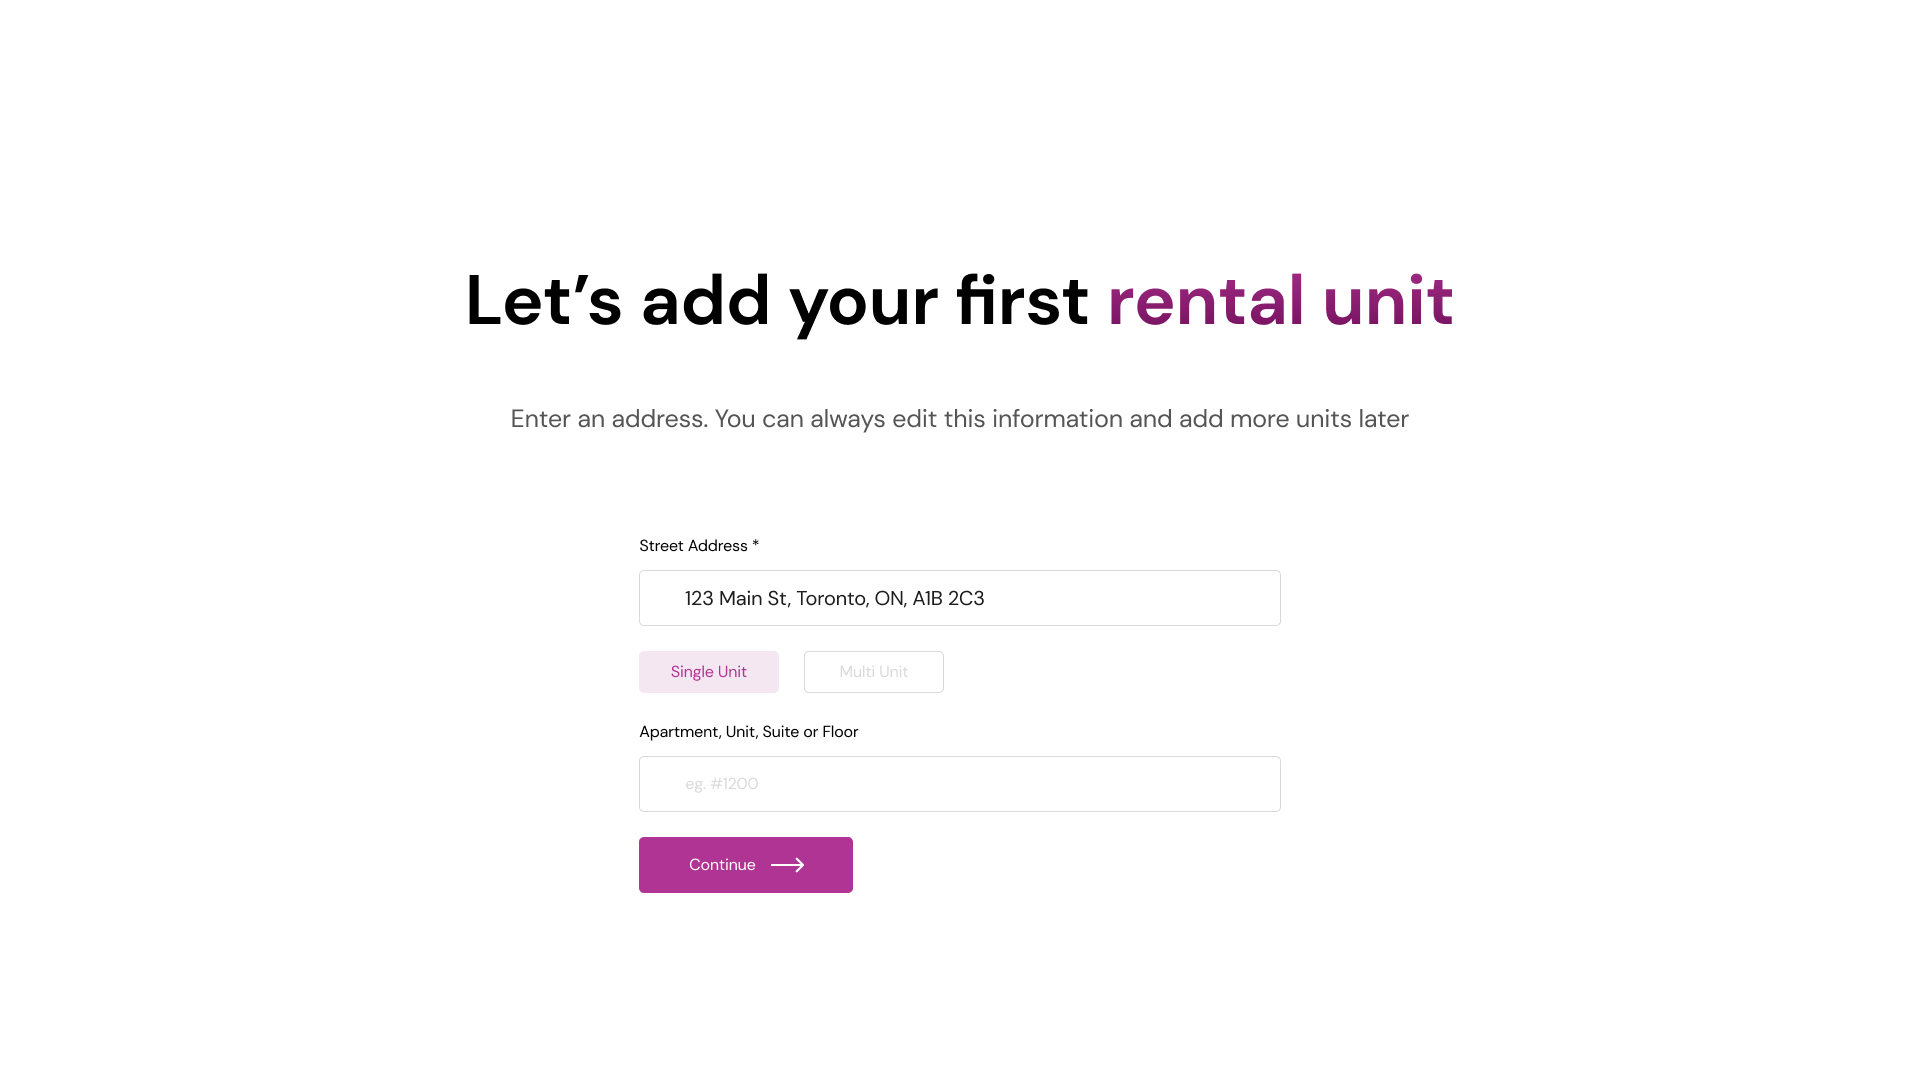 Let’s add your first rental unit
Enter an address. You can always edit this information and add more units later
Street Address *
123 Main St, Toronto, ON, A1B 2C3
Single Unit
Multi Unit
Apartment, Unit, Suite or Floor
eg. #1200
Continue